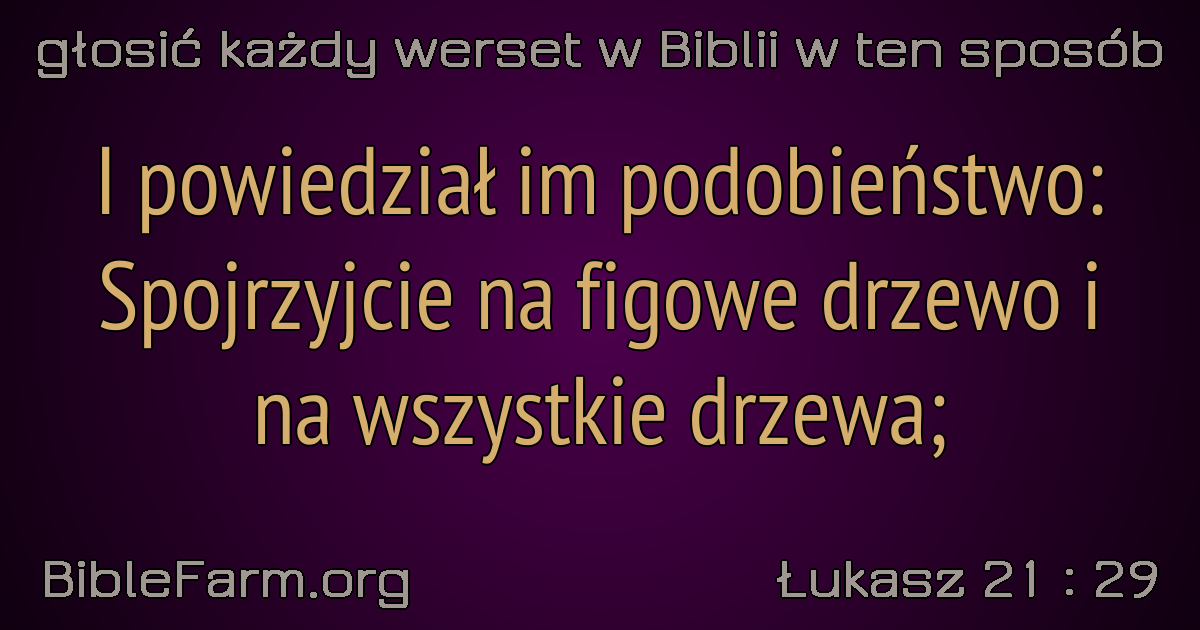 głosić każdy werset w Biblii w ten sposób
I powiedział im podobieństwo:
Spojrzyjcie na figowe drzewo i
na wszystkie drzewa;
BibleFarm.org
Łukasz 21 : 29